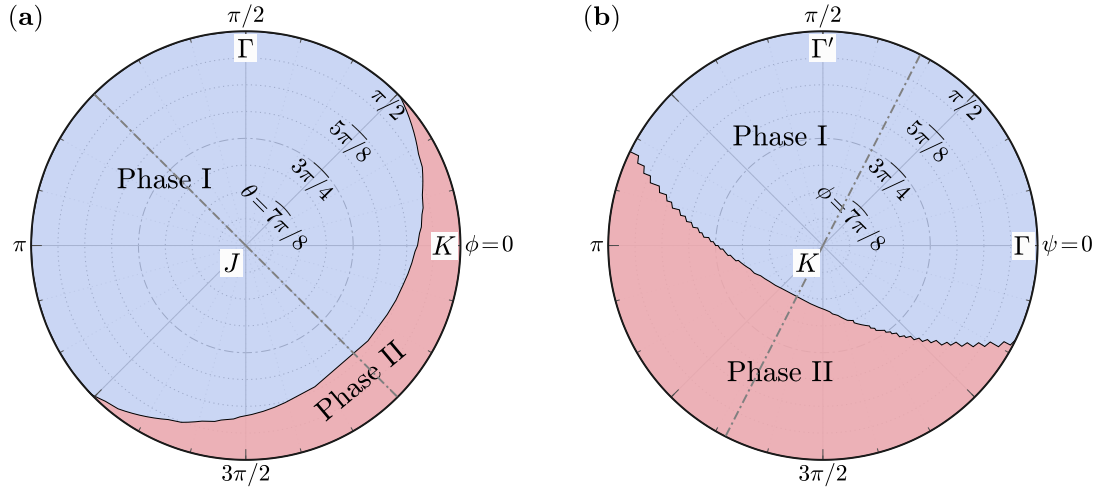 (a)
π/2
Γ
π/2
5π/8
3π/4
θ=7π/8
Phase I
π
J
K
ϕ=0
Phase II
3π/2
(b)
π/2
Γ′
π/2
5π/8
3π/4
ϕ=7π/8
Phase I
π
K
Γ
ψ=0
Phase II
3π/2